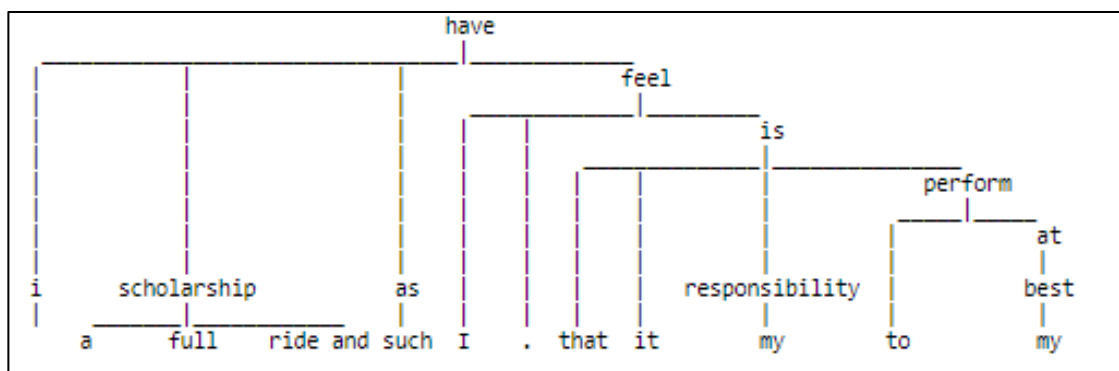 have
feel
is
perform
at
i scholarship as responsibility best
a full ride and such I . that it my to my